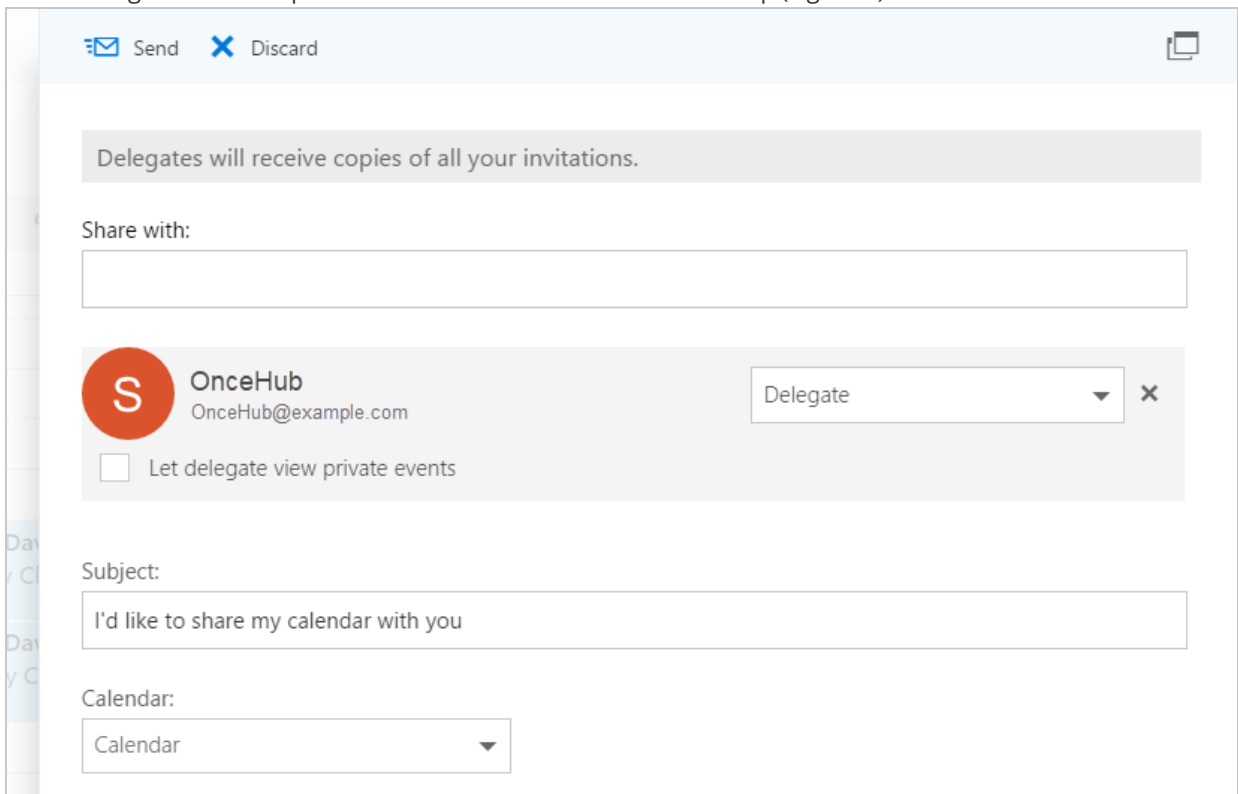 Send Discard
Delegates will receive copies of all your invitations.
Share with:
S
OnceHub
OnceHub@example.com
Delegate
Let delegate view private events
Subject:
I'd like to share my calendar with you
Calendar:
Calendar